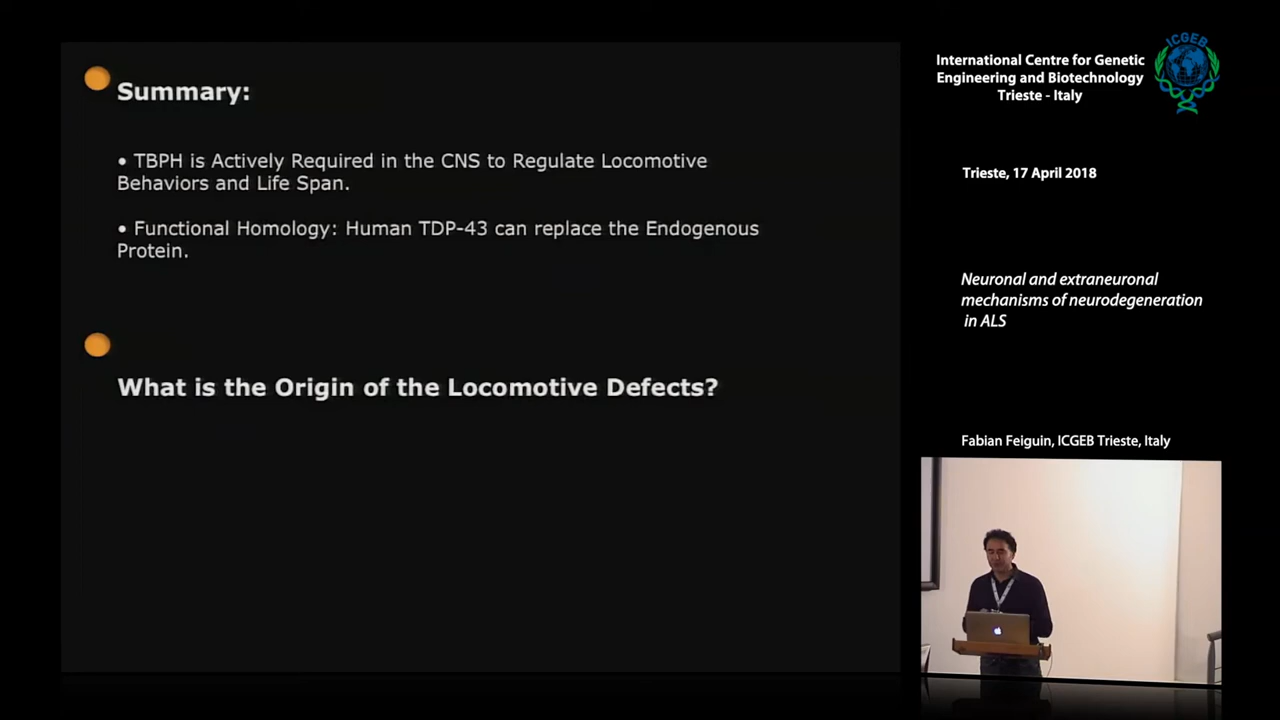 Summary:
• TBPH is Actively Required in the CNS to Regulate Locomotive
Behaviors and Life Span.
• Functional Homology: Human TDP-43 can replace the Endogenous
Protein.
What is the Origin of the Locomotive Defects?
ICGEB
International Centre for Genetic
Engineering and Biotechnology
Trieste - Italy
Trieste, 17 April 2018
Neuronal and extraneuronal
mechanisms of neurodegeneration
in ALS
Fabian Feiguin, ICGEB Trieste, Italy